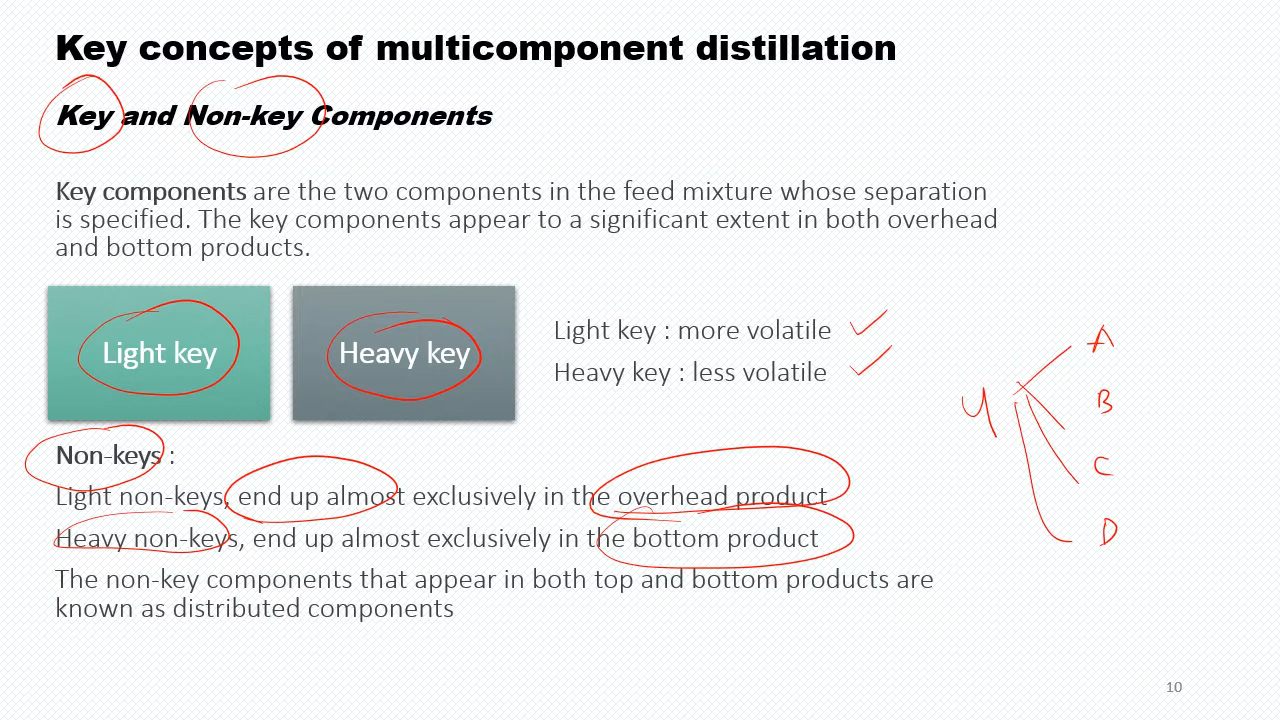 Key concepts of multicomponent distillation
Key and Non-key Components
Key components are the two components in the feed mixture whose separation
is specified. The key components appear to a significant extent in both overhead
and bottom products.
Light key
Heavy key
Light key : more volatile
Heavy key : less volatile
4
A
B
C
D
Non-keys :
Light non-keys, end up almost exclusively in the overhead product
Heavy non-keys, end up almost exclusively in the bottom product
The non-key components that appear in both top and bottom products are
known as distributed components
10